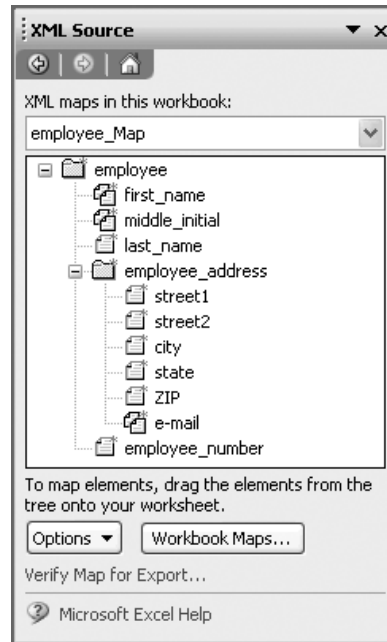 XML Source
XML maps in this workbook:
employee_Map
employee
first_name
middle_initial
last_name
employee_address
street1
street2
city
state
ZIP
e-mail
employee_number
To map elements, drag the elements from the
tree onto your worksheet.
Options
Workbook Maps...
Verify Map for Export...
Microsoft Excel Help